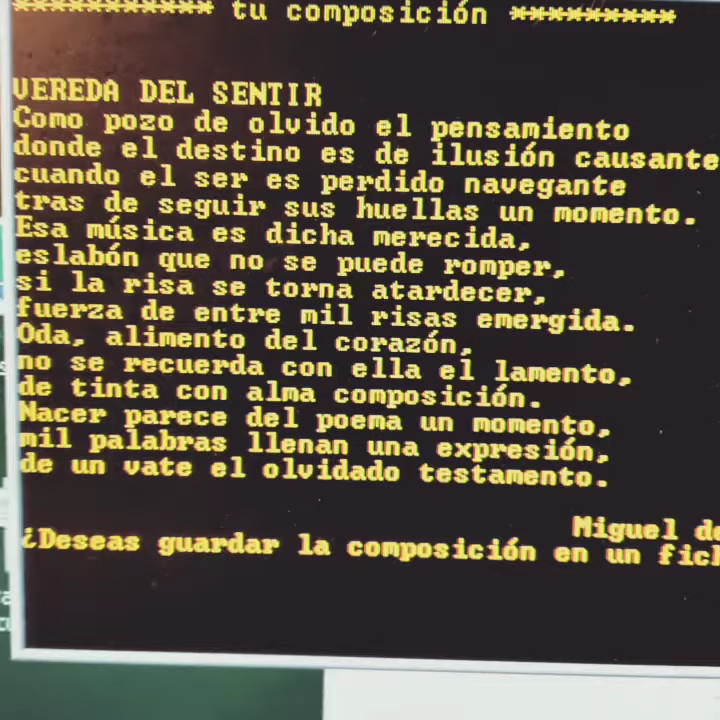 *********** tu composición *********
VEREDA DEL SENTIR
Como pozo de olvido el pensamiento
donde el destino es de ilusión causante
cuando el ser es perdido navegante
tras de seguir sus huellas un momento.
Esa música es dicha merecida,
eslabón que no se puede romper,
si la risa se torna atardecer,
fuerza de entre mil risas emergida.
Oda, alimento del corazón,
no se recuerda con ella el lamento,
de tinta con alma composición.
Nacer parece del poema un momento,
mil palabras llenan una expresión,
de un vate el olvidado testamento.
Miguel de
¿Deseas guardar la composición en un fich